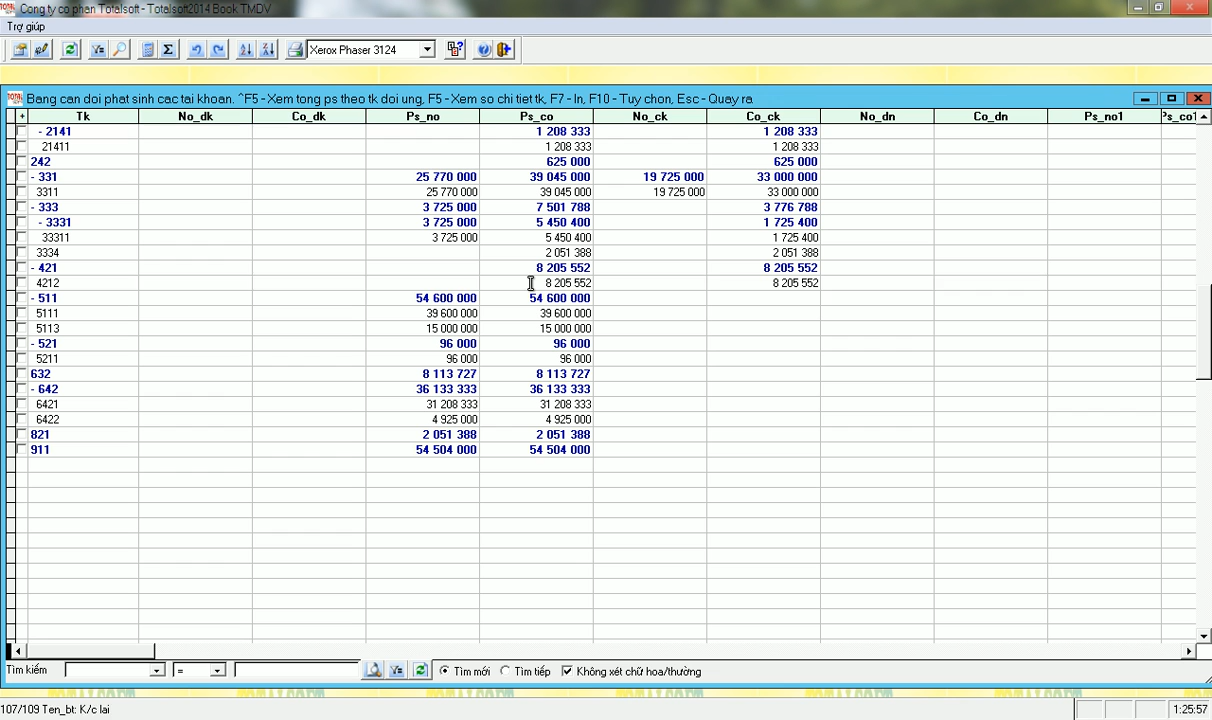 Cong ty co phan Totalsoft - Totalsoft2014 Book TMDV
Trợ giúp
Xerox Phaser 3124
Bang can doi phat sinh cac tai khoan. ^F5 - Xem tong ps theo tk doi ung, F5 - Xem so chi tiet tk, F7 - In, F10 - Tuy chon, Esc - Quay ra
+ Tk No_dk Co_dk Ps_no Ps_co No_ck Co_ck No_dn Co_dn Ps_no1 Ps_co1
- 2141 1 208 333 1 208 333
21411 1 208 333 1 208 333
242 625 000 625 000
- 331 25 770 000 39 045 000 19 725 000 33 000 000
3311 25 770 000 39 045 000 19 725 000 33 000 000
- 333 3 725 000 7 501 788 3 776 788
- 3331 3 725 000 5 450 400 1 725 400
33311 3 725 000 5 450 400 1 725 400
3334 2 051 388 2 051 388
- 421 8 205 552 8 205 552
4212 8 205 552 8 205 552
- 511 54 600 000 54 600 000
5111 39 600 000 39 600 000
5113 15 000 000 15 000 000
- 521 96 000 96 000
5211 96 000 96 000
632 8 113 727 8 113 727
- 642 36 133 333 36 133 333
6421 31 208 333 31 208 333
6422 4 925 000 4 925 000
821 2 051 388 2 051 388
911 54 504 000 54 504 000
Tìm kiếm = Tìm mới Tìm tiếp Không xét chữ hoa/thường
107/109 Ten_bt: K/c lai 1:25:57